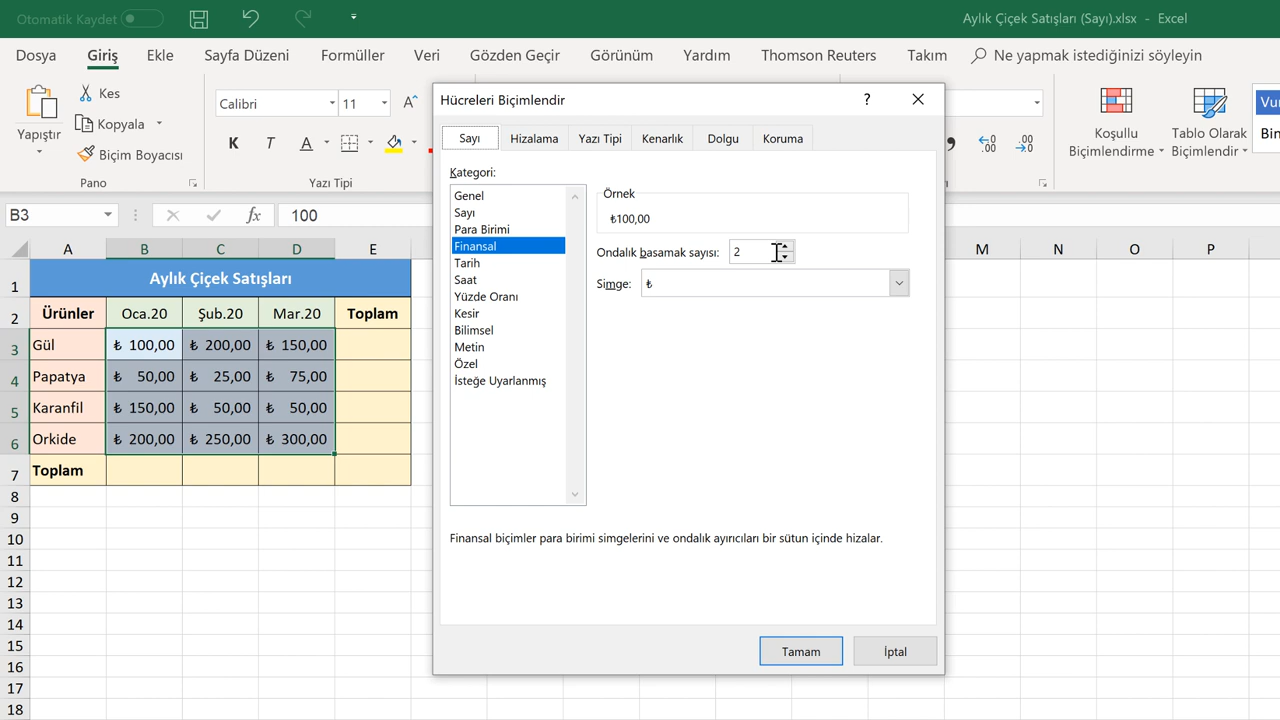 Otomatik Kaydet
Aylık Çiçek Satışları (Sayı).xlsx - Excel
Dosya Giriş Ekle Sayfa Düzeni Formüller Veri Gözden Geçir Görünüm Yardım Thomson Reuters Takım Ne yapmak istediğinizi söyleyin
Yapıştır
Kes
Kopyala
Biçim Boyacısı
Pano
Calibri 11
K T A
Yazı Tipi
Koşullu
Biçimlendirme
Tablo Olarak
Biçimlendir
B3 fx 100
A B C D E M N O P
1 Aylık Çiçek Satışları
2 Ürünler Oca.20 Şub.20 Mar.20 Toplam
3 Gül ₺ 100,00 ₺ 200,00 ₺ 150,00
4 Papatya ₺ 50,00 ₺ 25,00 ₺ 75,00
5 Karanfil ₺ 150,00 ₺ 50,00 ₺ 50,00
6 Orkide ₺ 200,00 ₺ 250,00 ₺ 300,00
7 Toplam
8
9
10
11
12
13
14
15
16
17
18
Hücreleri Biçimlendir ?
Sayı Hizalama Yazı Tipi Kenarlık Dolgu Koruma
Kategori:
Genel
Sayı
Para Birimi
Finansal
Tarih
Saat
Yüzde Oranı
Kesir
Bilimsel
Metin
Özel
İsteğe Uyarlanmış
Örnek
₺100,00
Ondalık basamak sayısı: 2
Simge: ₺
Finansal biçimler para birimi simgelerini ve ondalık ayırıcıları bir sütun içinde hizalar.
Tamam İptal